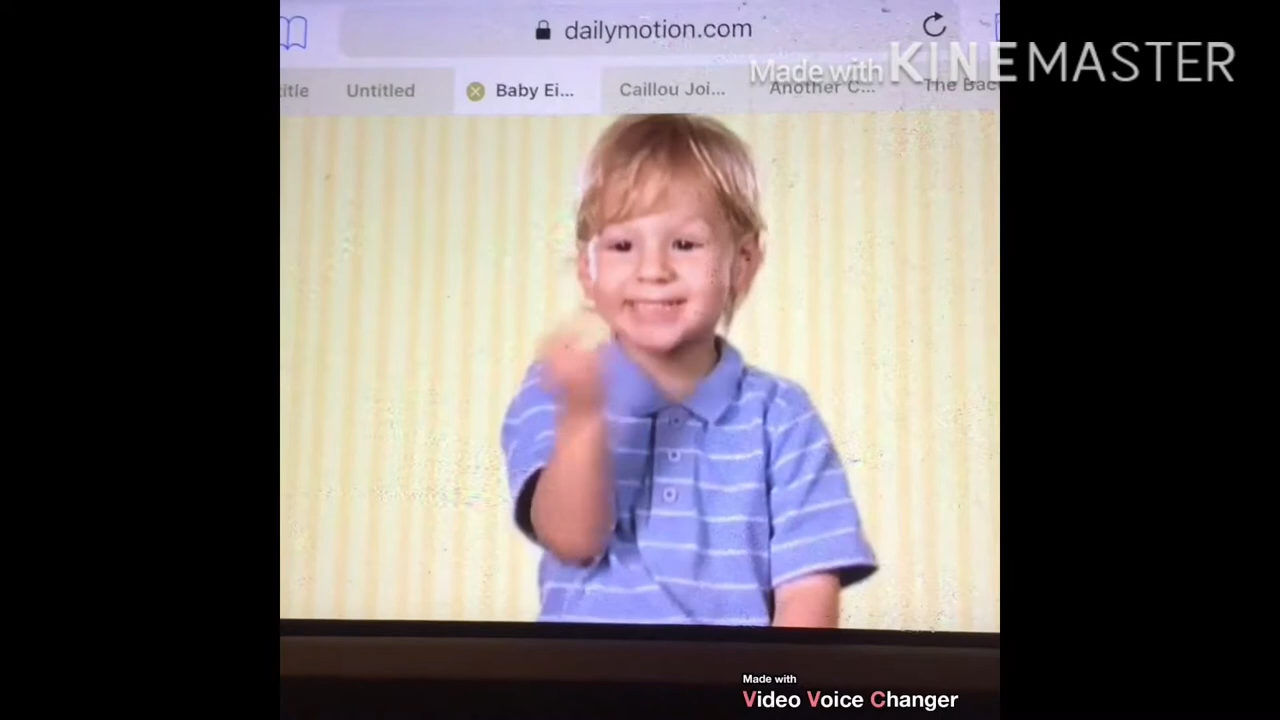 dailymotion.com
Made with KINEMASTER
itle Untitled Baby Ei... Caillou Joi... Another C... The Bac
Made with
Video Voice Changer